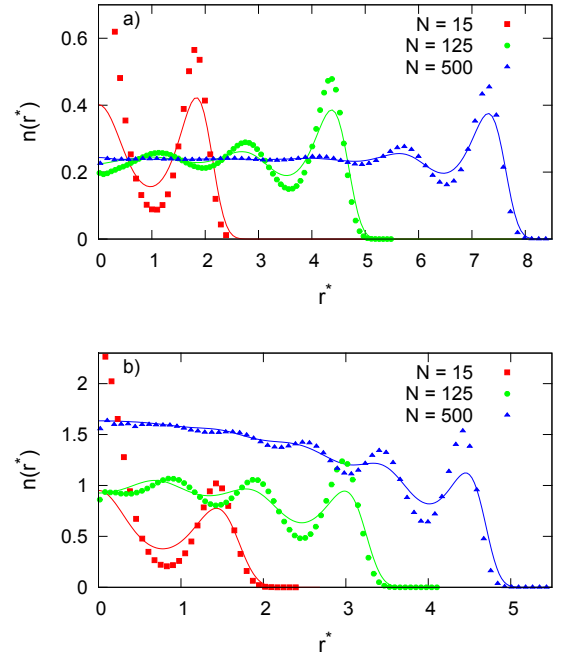 a)
N = 15
N = 125
N = 500
n(r*)
0.6
0.4
0.2
0
0 1 2 3 4 5 6 7 8
r*
b)
N = 15
N = 125
N = 500
n(r*)
2
1.5
1
0.5
0
0 1 2 3 4 5
r*